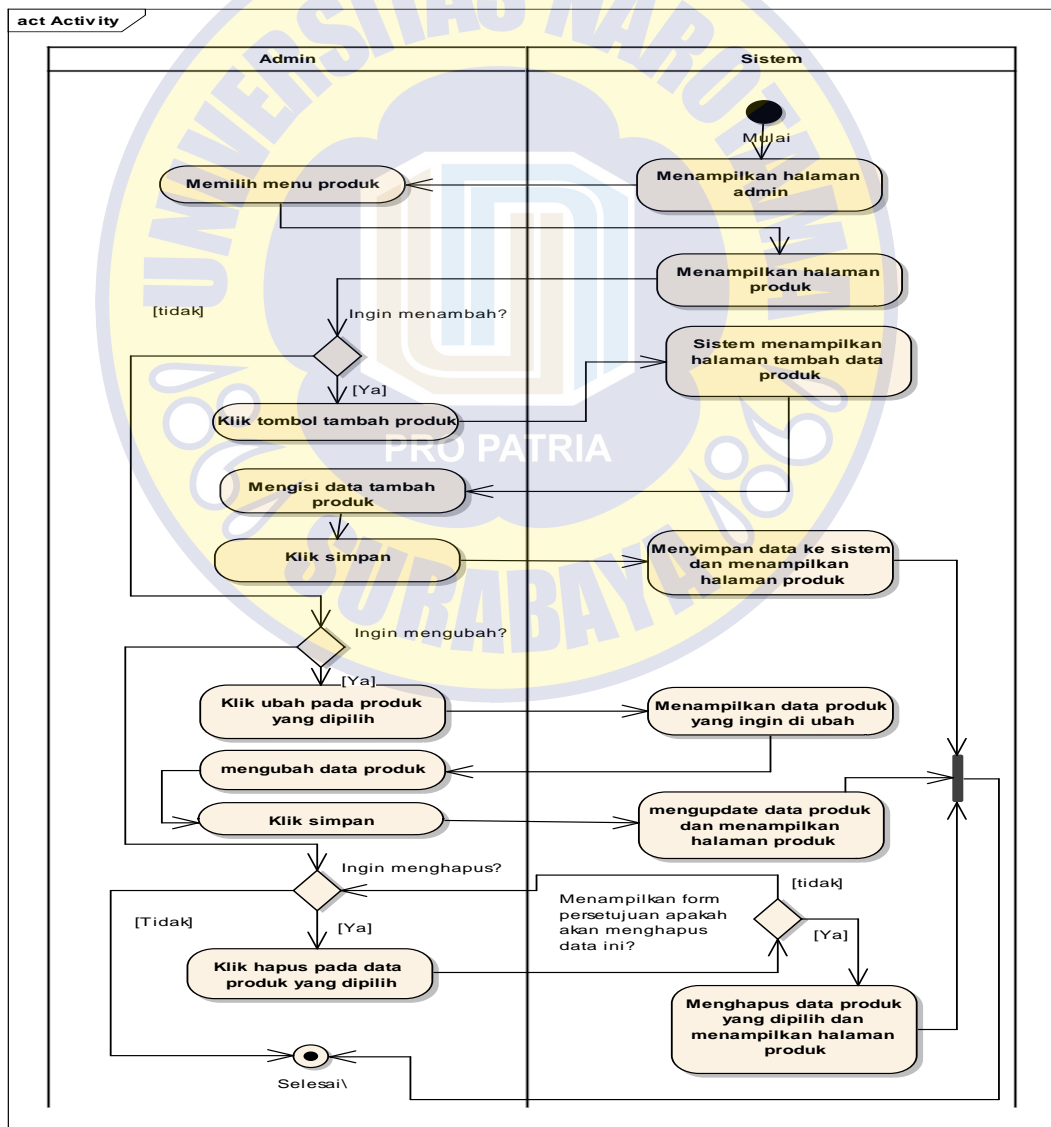 act Activity
Admin
Sistem
Mulai
Menampilkan halaman
admin
Memilih menu produk
Menampilkan halaman
produk
[tidak]
Ingin menambah?
Sistem menampilkan
halaman tambah data
produk
[Ya]
Klik tombol tambah produk
Mengisi data tambah
produk
Klik simpan
Menyimpan data ke sistem
dan menampilkan
halaman produk
Ingin mengubah?
[Ya]
Klik ubah pada produk
yang dipilih
Menampilkan data produk
yang ingin di ubah
mengubah data produk
Klik simpan
mengupdate data produk
dan menampilkan
halaman produk
Ingin menghapus?
[Tidak]
[Ya]
Klik hapus pada data
produk yang dipilih
Menampilkan form
persetujuan apakah
akan menghapus
data ini?
[tidak]
[Ya]
Menghapus data produk
yang dipilih dan
menampilkan halaman
produk
Selesai\
UNIVERSITAS NAROTAMA
PRO PATRIA
SURABAYA